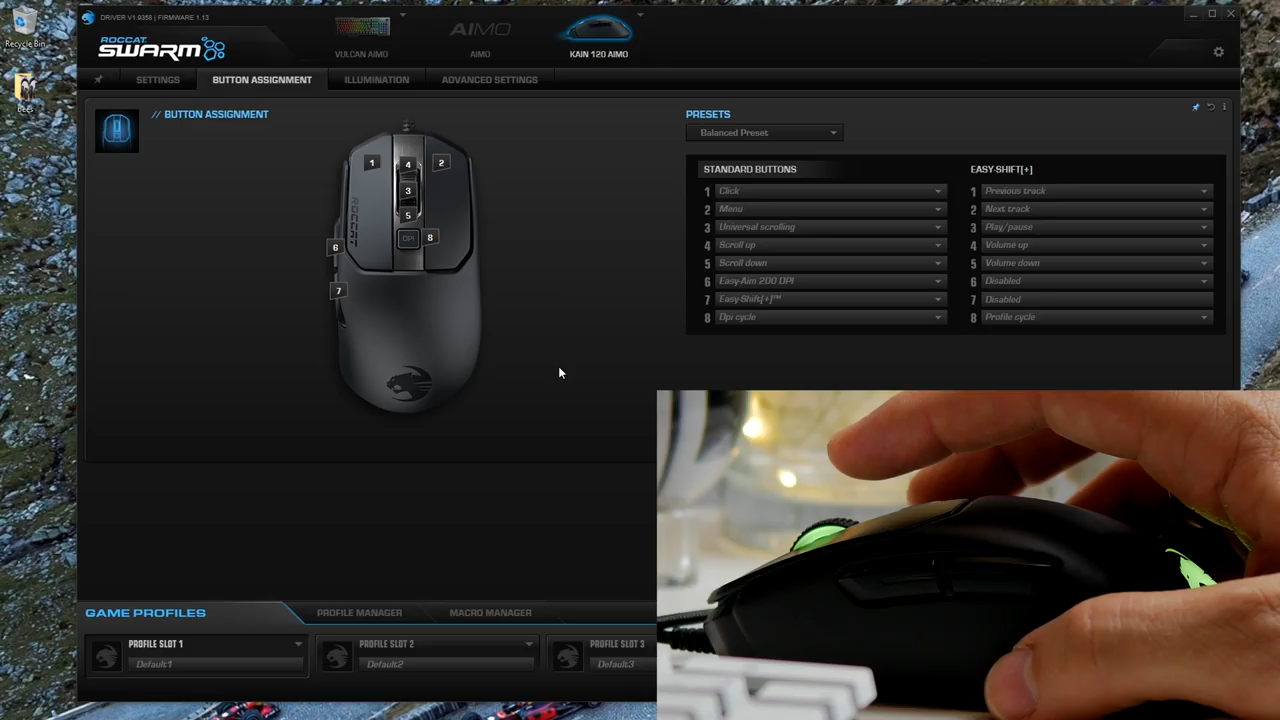 Recycle Bin
bees
DRIVER V1.9358 | FIRMWARE 1.13
ROCCAT
SWARM
VULCAN AIMO
AIMO
AIMO
KAIN 120 AIMO
SETTINGS
BUTTON ASSIGNMENT
ILLUMINATION
ADVANCED SETTINGS
// BUTTON ASSIGNMENT
1
2
4
3
5
DPI
8
6
7
ROCCAT
PRESETS
Balanced Preset
STANDARD BUTTONS
1 Click
2 Menu
3 Universal scrolling
4 Scroll up
5 Scroll down
6 Easy-Aim 200 DPI
7 Easy-Shift[+]™
8 Dpi cycle
EASY-SHIFT[+]
1 Previous track
2 Next track
3 Play/pause
4 Volume up
5 Volume down
6 Disabled
7 Disabled
8 Profile cycle
GAME PROFILES
PROFILE MANAGER
MACRO MANAGER
PROFILE SLOT 1
Default1
PROFILE SLOT 2
Default2
PROFILE SLOT 3
Default3